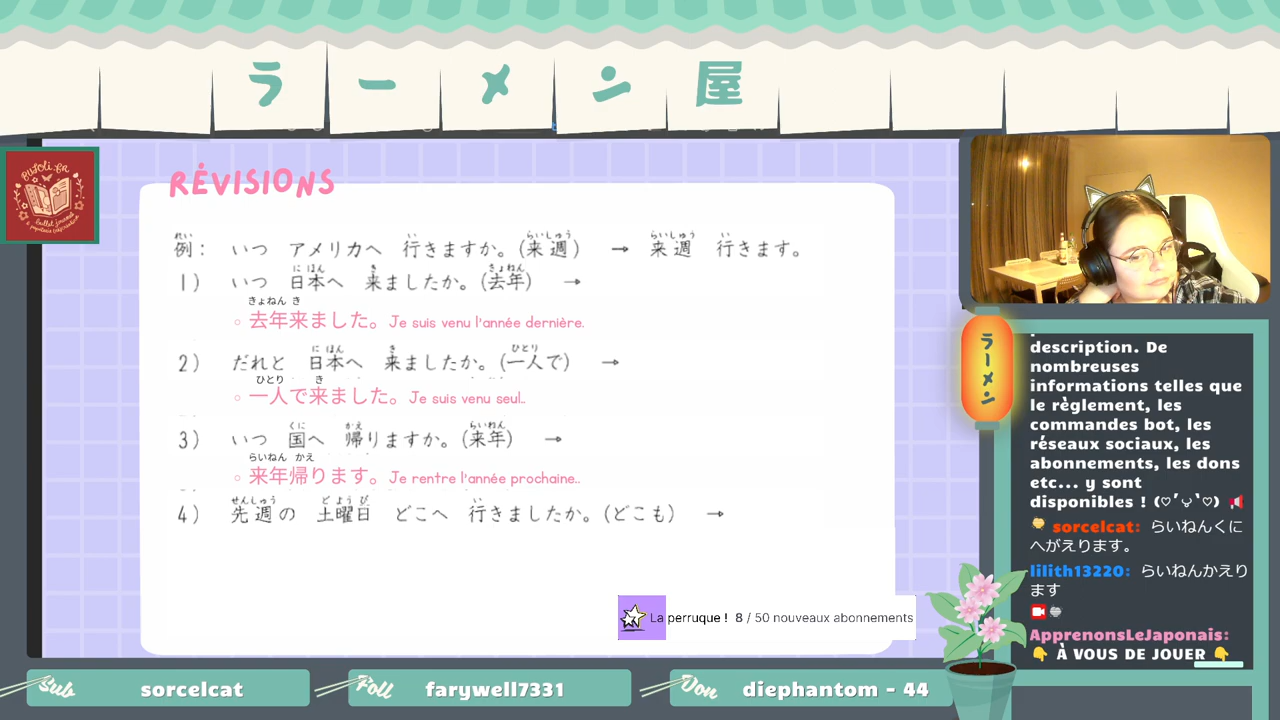 ラーメン屋
RÉVISIONS
例(れい): いつ アメリカへ 行(い)きますか。(来週(らいしゅう)) → 来週(らいしゅう) 行(い)きます。
1) いつ 日本(にほん)へ 来(き)ましたか。(去年(きょねん)) →
去年(きょねん)来(き)ました。Je suis venu l'année dernière.
2) だれと 日本(にほん)へ 来(き)ましたか。(一人(ひとり)で) →
一人(ひとり)で来(き)ました。Je suis venu seul..
3) いつ 国(くに)へ 帰(かえ)りますか。(来年(らいねん)) →
来年(らいねん)帰(かえ)ります。Je rentre l'année prochaine..
4) 先週(せんしゅう)の 土曜日(どようび) どこへ 行(い)きましたか。(どこも) →
La perruque ! 8 / 50 nouveaux abonnements
ラーメン
description. De
nombreuses
informations telles que
le règlement, les
commandes bot, les
réseaux sociaux, les
abonnements, les dons
etc... y sont
disponibles ! (♡´౪`♡) 📢
sorcelcat: らいねんくに
へがえります。
lilith13220: らいねんかえり
ます
ApprenonsLeJaponais:
👇 À VOUS DE JOUER 👇
Sub sorcelcat
Foll farywell7331
Don diephantom - 44